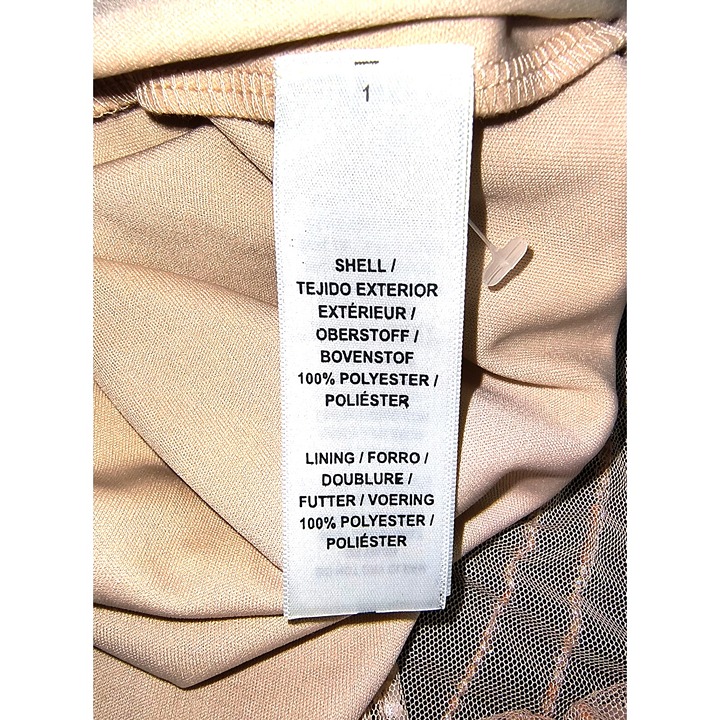 1
SHELL /
TEJIDO EXTERIOR
EXTÉRIEUR /
OBERSTOFF /
BOVENSTOF
100% POLYESTER /
POLIÉSTER
LINING / FORRO /
DOUBLURE /
FUTTER / VOERING
100% POLYESTER /
POLIÉSTER